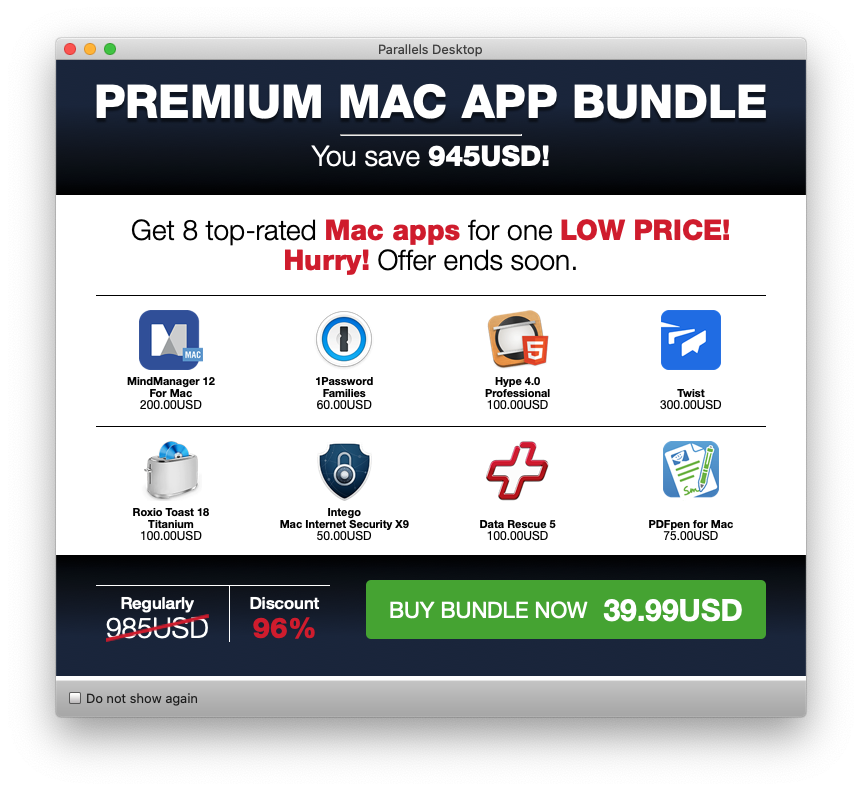 Parallels Desktop
PREMIUM MAC APP BUNDLE
You save 945USD!
Get 8 top-rated Mac apps for one LOW PRICE!
Hurry! Offer ends soon.
MAC
MindManager 12
For Mac
200.00USD
1Password
Families
60.00USD
5
Hype 4.0
Professional
100.00USD
Twist
300.00USD
Roxio Toast 18
Titanium
100.00USD
Intego
Mac Internet Security X9
50.00USD
Data Rescue 5
100.00USD
Smi
PDFpen for Mac
75.00USD
Regularly
985USD
Discount
96%
BUY BUNDLE NOW 39.99USD
Do not show again